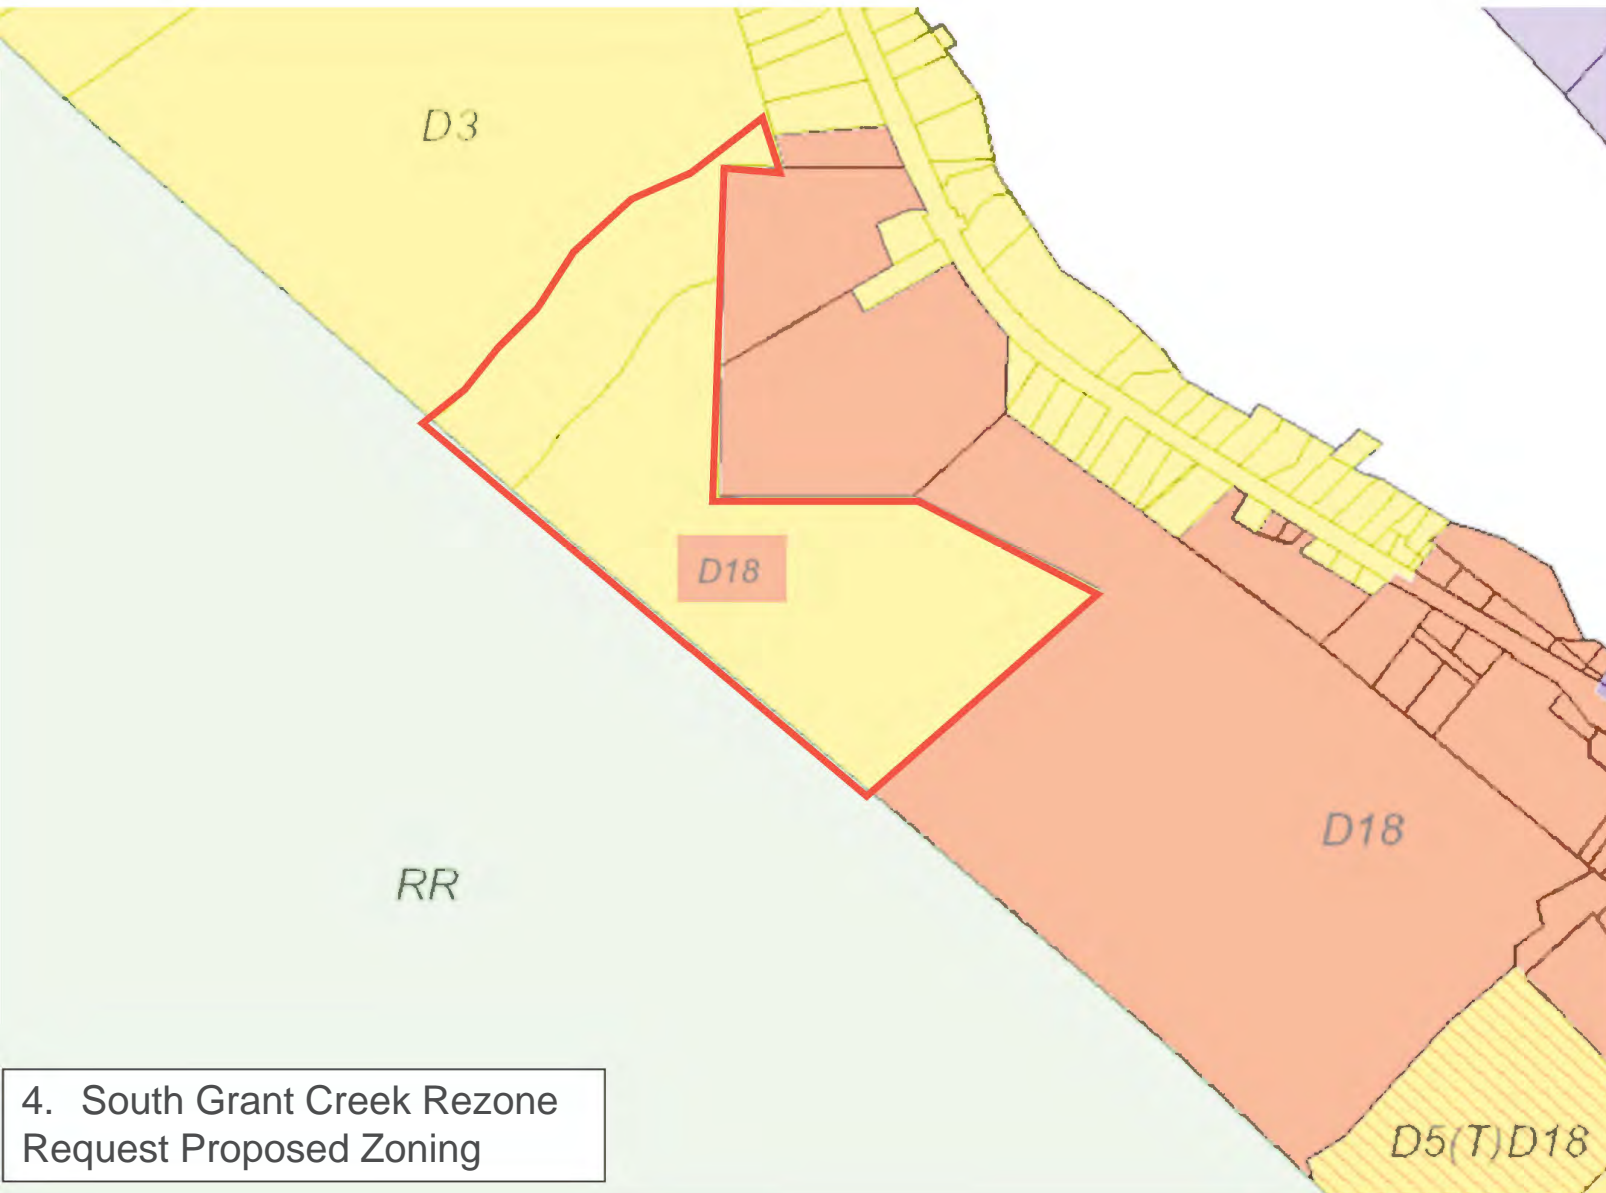 D3
D18
D18
RR
4. South Grant Creek Rezone
Request Proposed Zoning
D5(T)D18